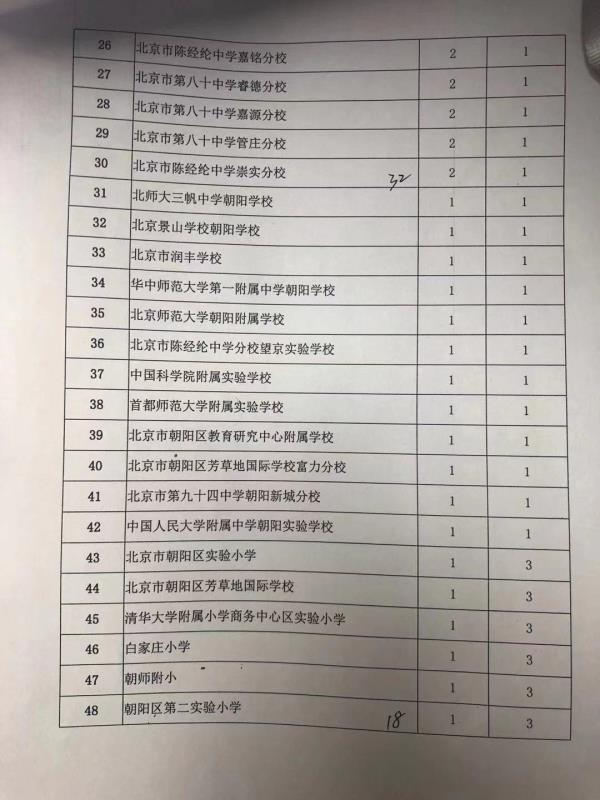 26 北京市陈经纶中学嘉铭分校 2 1
27 北京市第八十中学睿德分校 2 1
28 北京市第八十中学嘉源分校 2 1
29 北京市第八十中学管庄分校 2 1
30 北京市陈经纶中学崇实分校 32 2 1
31 北师大三帆中学朝阳学校 1 1
32 北京景山学校朝阳学校 1 1
33 北京市润丰学校 1 1
34 华中师范大学第一附属中学朝阳学校 1 1
35 北京师范大学朝阳附属学校 1 1
36 北京市陈经纶中学分校望京实验学校 1 1
37 中国科学院附属实验学校 1 1
38 首都师范大学附属实验学校 1 1
39 北京市朝阳区教育研究中心附属学校 1 1
40 北京市朝阳区芳草地国际学校富力分校 1 1
41 北京市第九十四中学朝阳新城分校 1 1
42 中国人民大学附属中学朝阳实验学校 1 1
43 北京市朝阳区实验小学 1 3
44 北京市朝阳区芳草地国际学校 1 3
45 清华大学附属小学商务中心区实验小学 1 3
46 白家庄小学 1 3
47 朝师附小 1 3
48 朝阳区第二实验小学 18 1 3